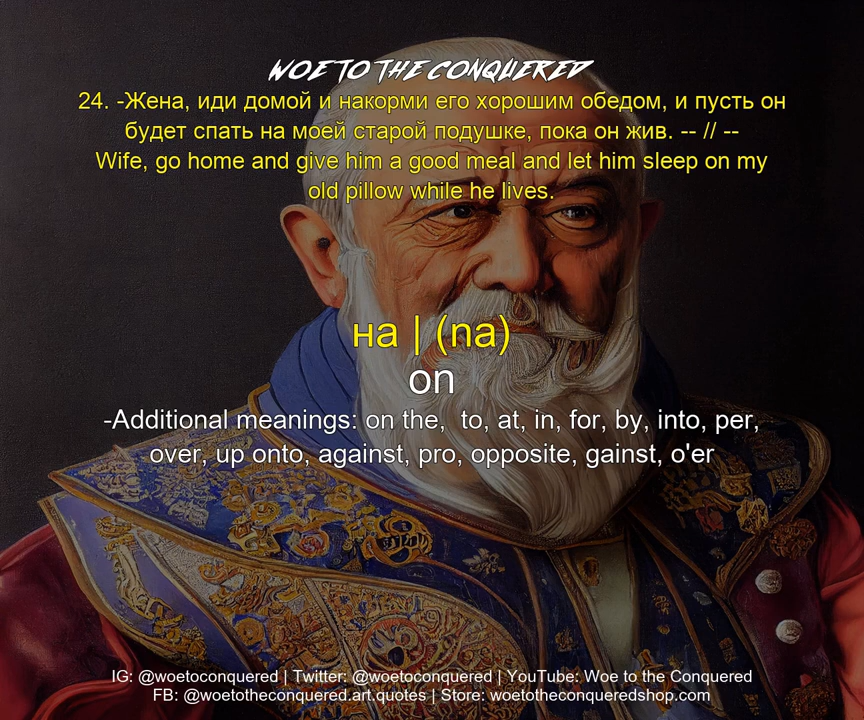 WOE TO THE CONQUERED
24. -Жена, иди домой и накорми его хорошим обедом, и пусть он
будет спать на моей старой подушке, пока он жив. -- // --
Wife, go home and give him a good meal and let him sleep on my
old pillow while he lives.
на | (na)
on
-Additional meanings: on the,  to, at, in, for, by, into, per,
over, up onto, against, pro, opposite, gainst, o'er
IG: @woetoconquered | Twitter: @woetoconquered | YouTube: Woe to the Conquered
FB: @woetotheconquered.art.quotes | Store: woetotheconqueredshop.com